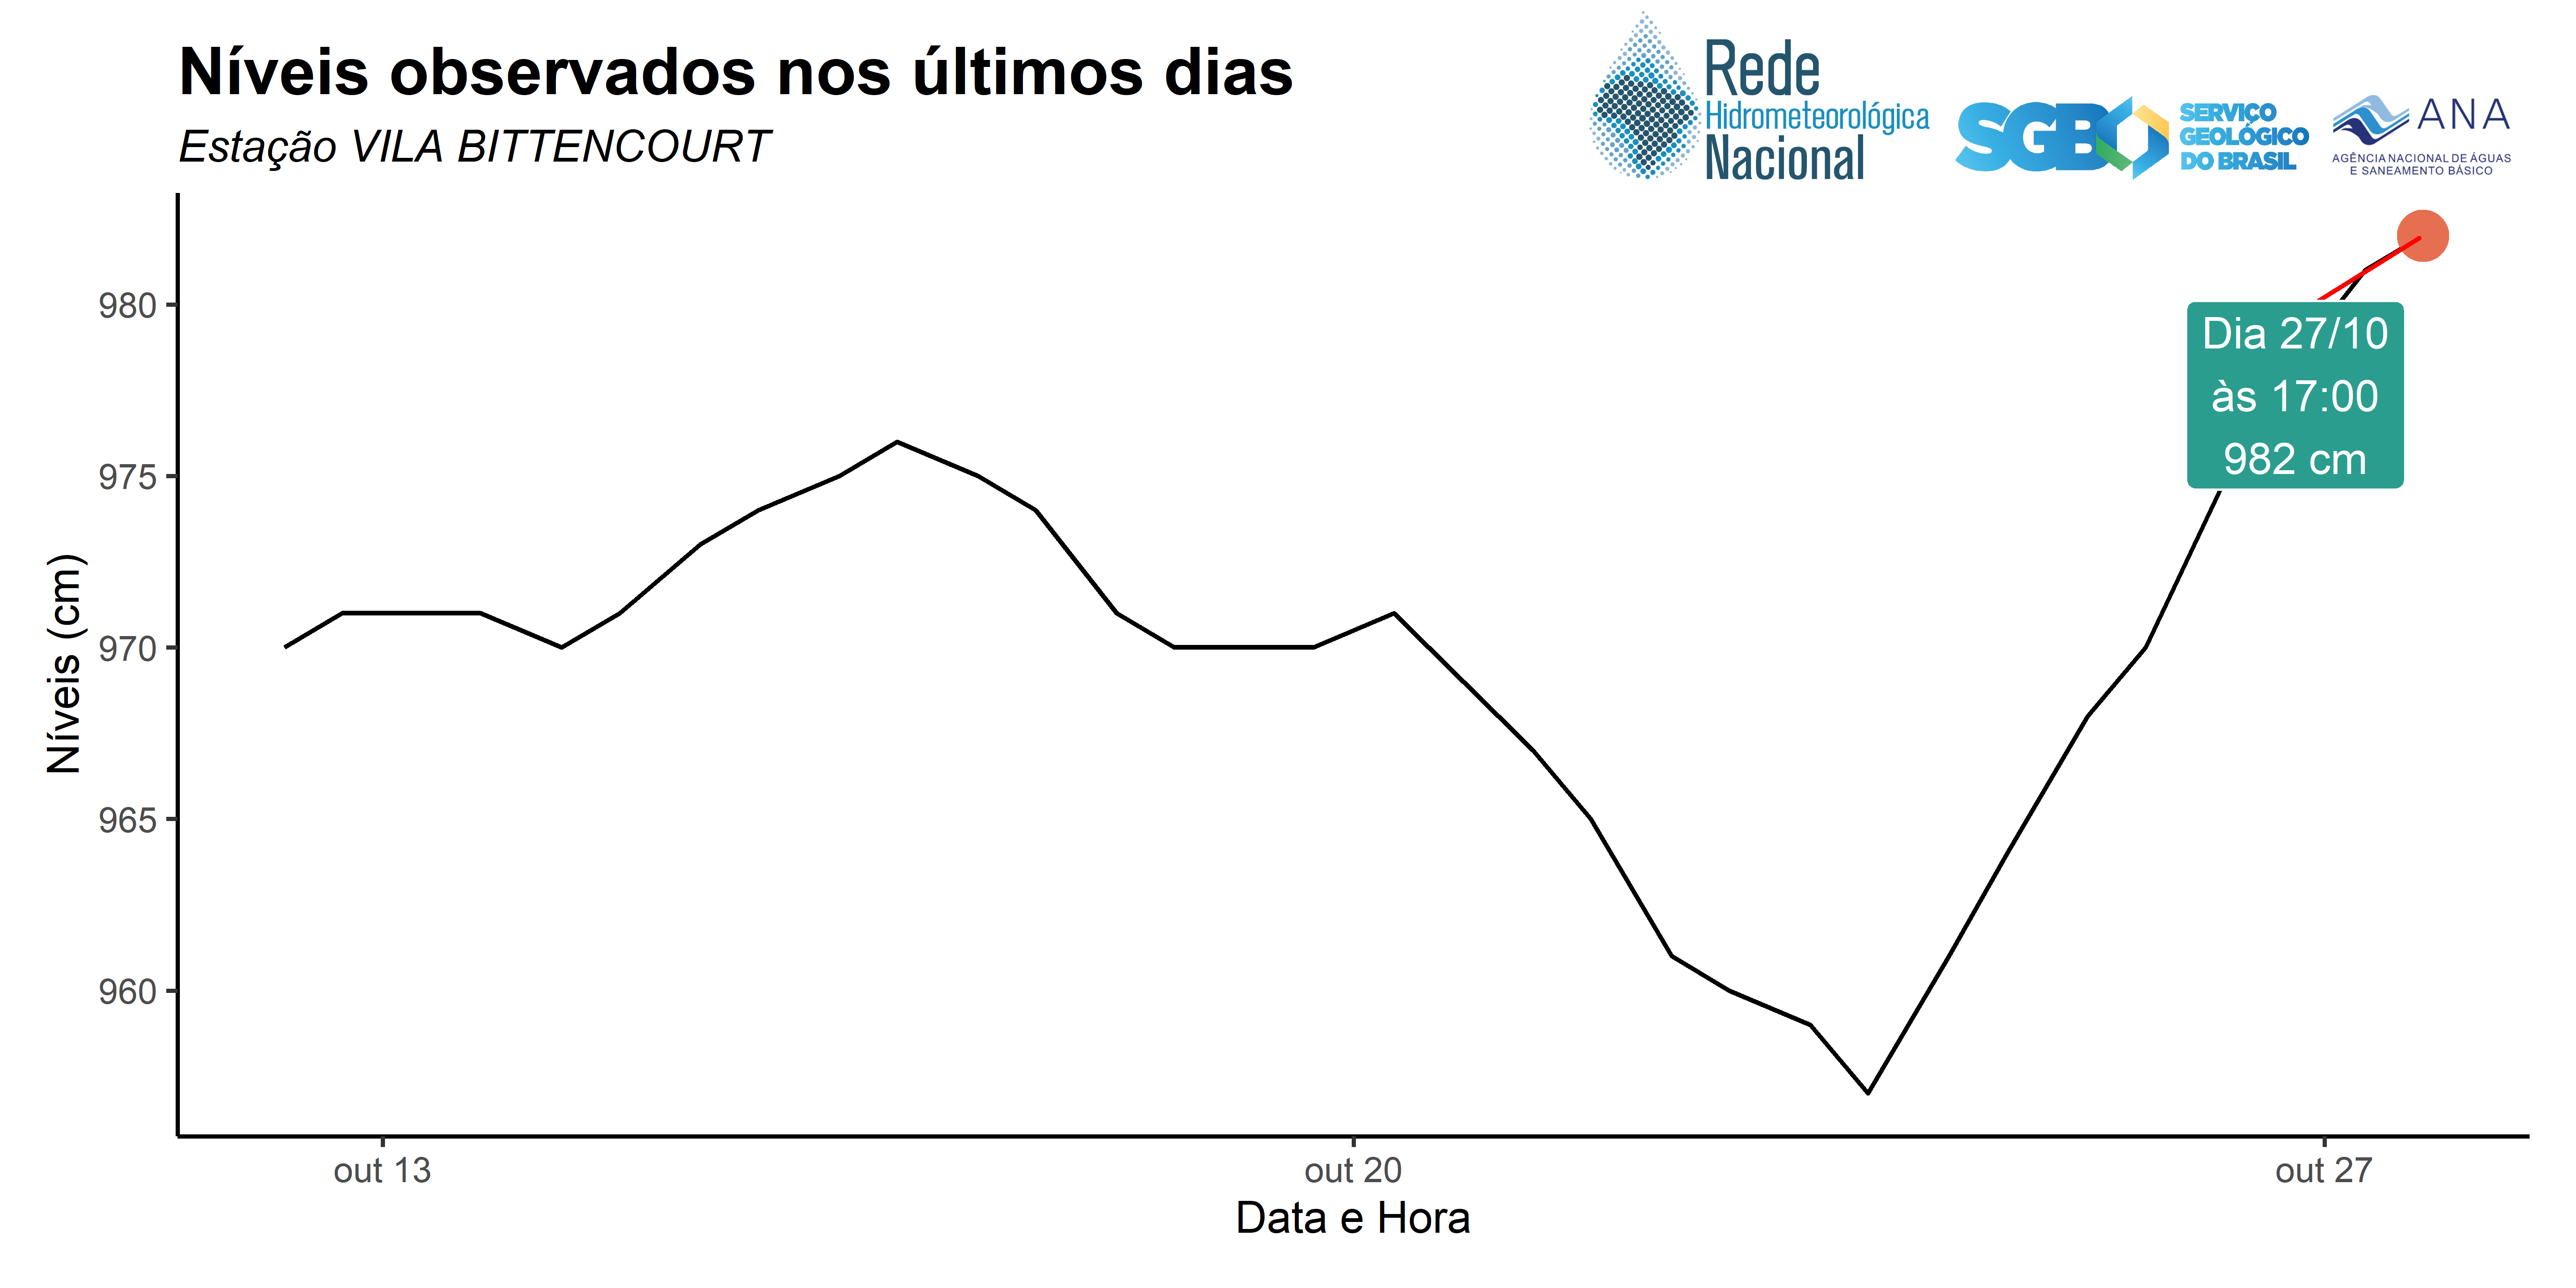 Níveis observados nos últimos dias
Estação VILA BITTENCOURT
Rede
Hidrometeorológica
Nacional
SGB
SERVIÇO
GEOLÓGICO
DO BRASIL
ANA
AGÊNCIA NACIONAL DE ÁGUAS
E SANEAMENTO BÁSICO
Dia 27/10
às 17:00
982 cm
Níveis (cm)
980
975
970
965
960
out 13
out 20
out 27
Data e Hora